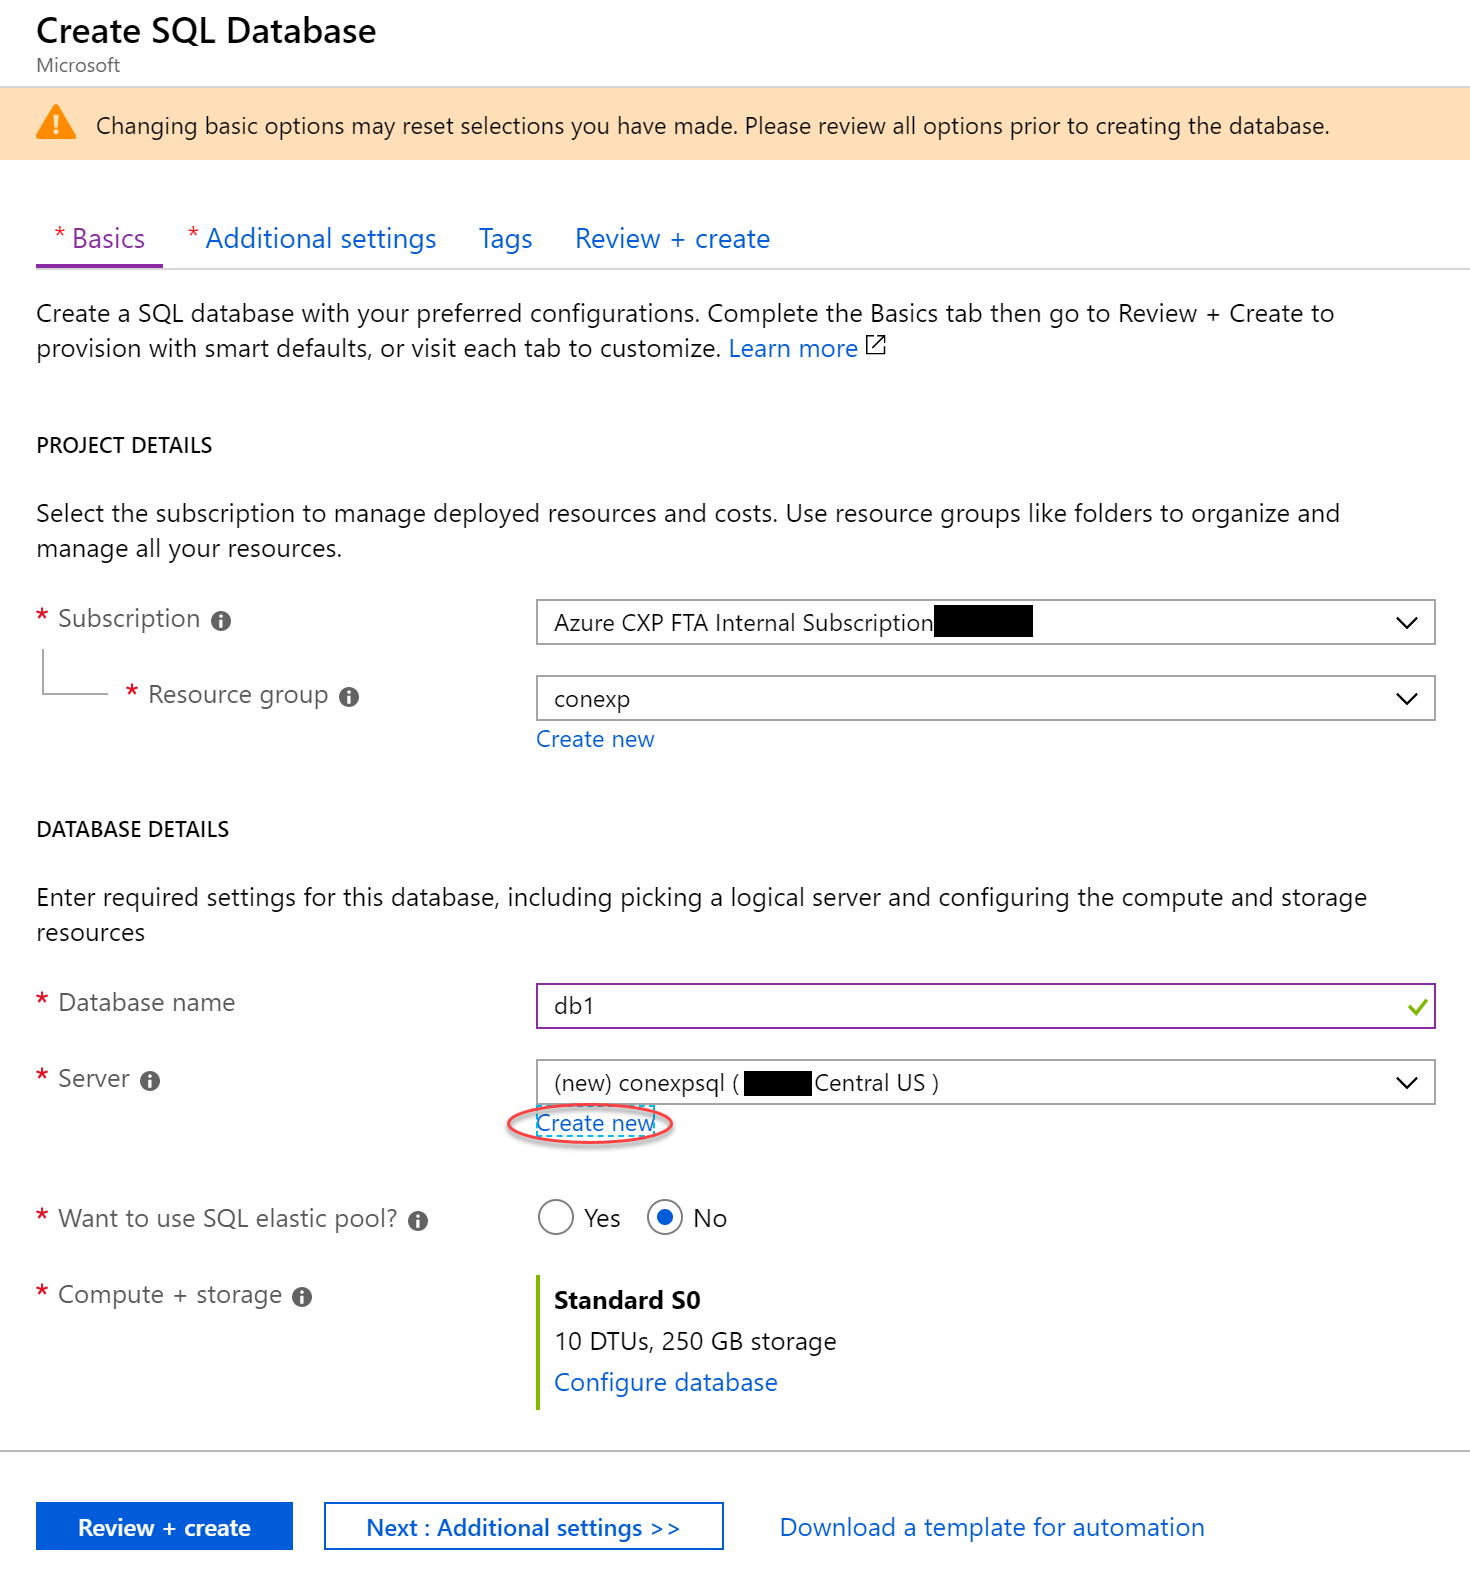 Create SQL Database
Microsoft
Changing basic options may reset selections you have made. Please review all options prior to creating the database.
* Basics * Additional settings Tags Review + create
Create a SQL database with your preferred configurations. Complete the Basics tab then go to Review + Create to
provision with smart defaults, or visit each tab to customize. Learn more
PROJECT DETAILS
Select the subscription to manage deployed resources and costs. Use resource groups like folders to organize and
manage all your resources.
* Subscription Azure CXP FTA Internal Subscription
* Resource group conexp
Create new
DATABASE DETAILS
Enter required settings for this database, including picking a logical server and configuring the compute and storage
resources
* Database name db1
* Server (new) conexpsql ( Central US )
Create new
* Want to use SQL elastic pool? Yes No
* Compute + storage Standard S0
10 DTUs, 250 GB storage
Configure database
Review + create Next : Additional settings >> Download a template for automation